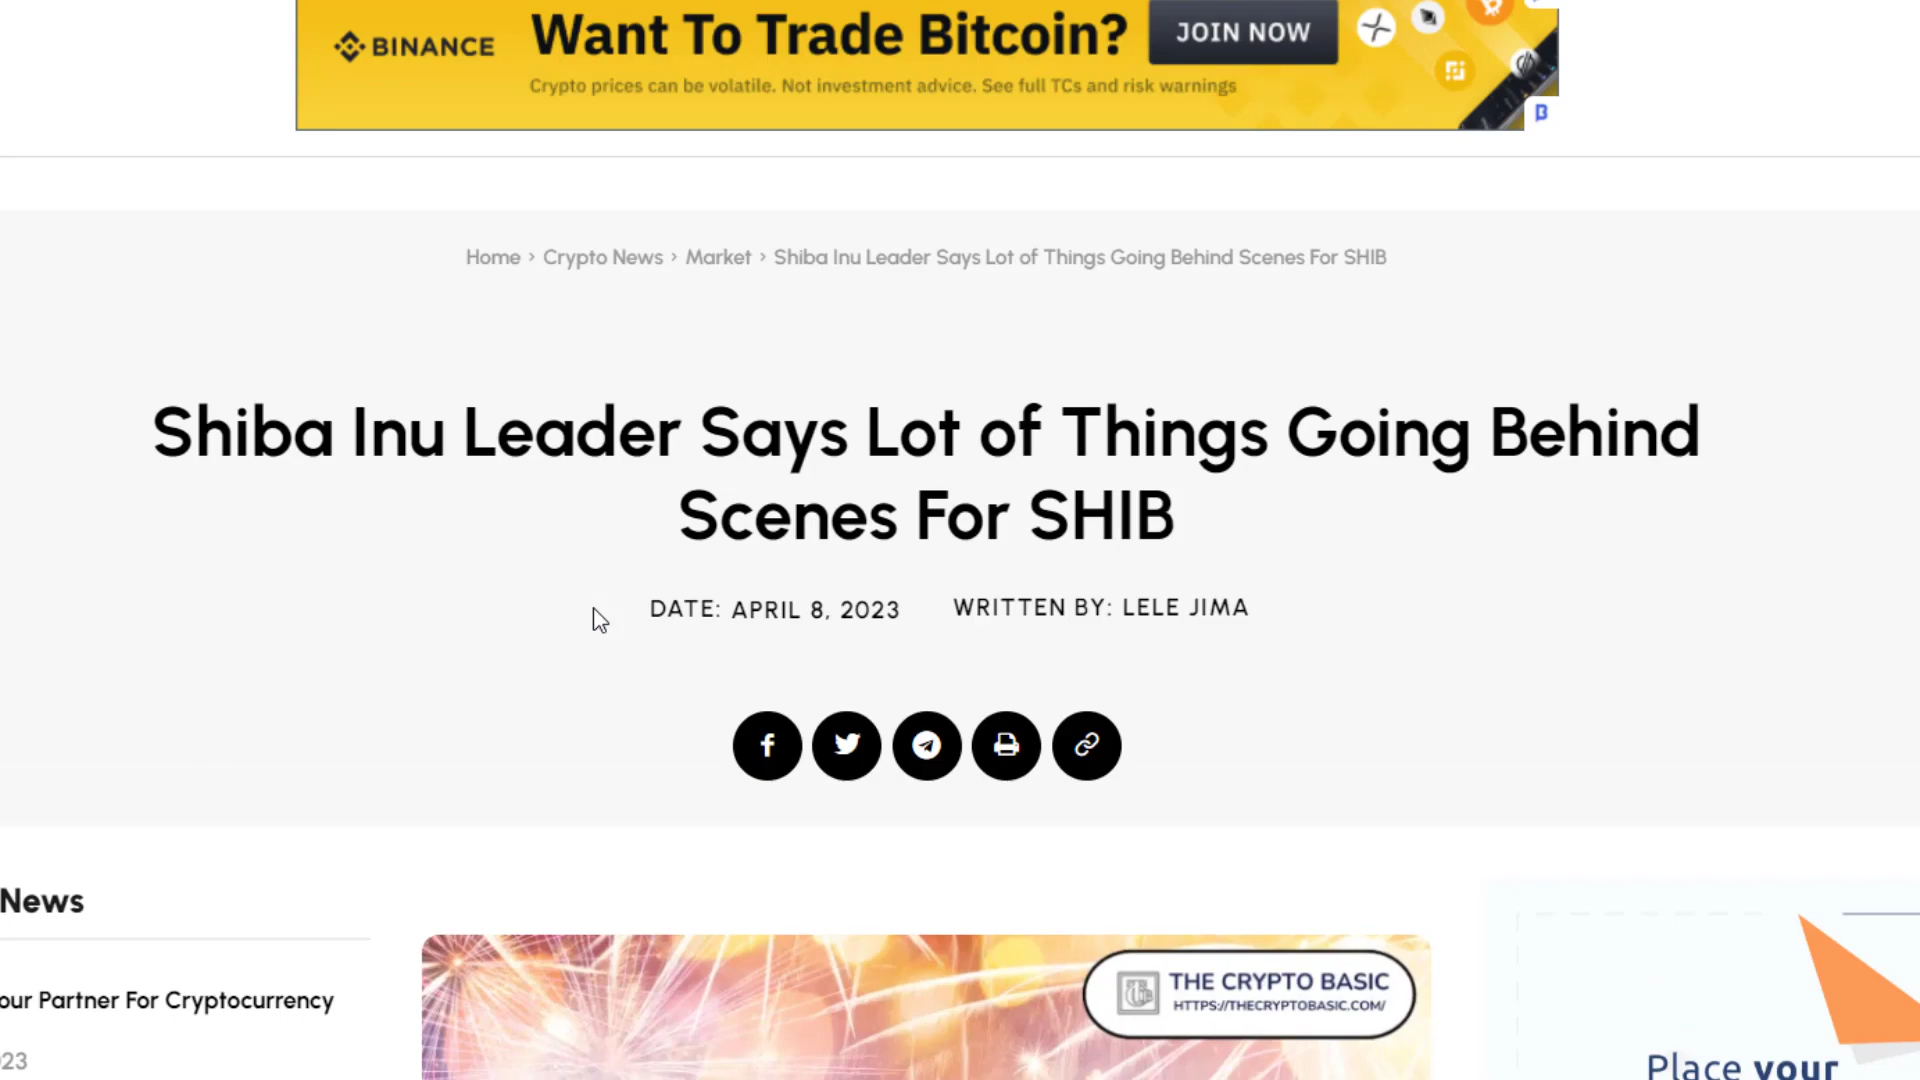 BINANCE
Want To Trade Bitcoin?
JOIN NOW
Crypto prices can be volatile. Not investment advice. See full TCs and risk warnings
Home › Crypto News › Market › Shiba Inu Leader Says Lot of Things Going Behind Scenes For SHIB
Shiba Inu Leader Says Lot of Things Going Behind
Scenes For SHIB
DATE: APRIL 8, 2023 WRITTEN BY: LELE JIMA
News
our Partner For Cryptocurrency
23
THE CRYPTO BASIC
HTTPS://THECRYPTOBASIC.COM/
Place your